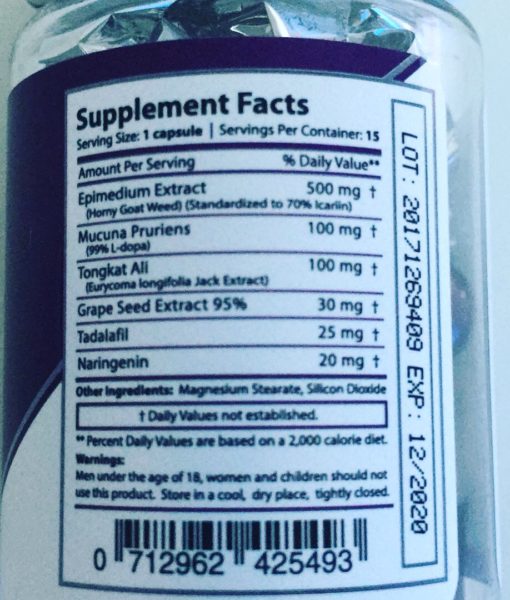 Supplement Facts
Serving Size: 1 capsule | Servings Per Container: 15
Amount Per Serving % Daily Value**
Epimedium Extract 500 mg †
(Horny Goat Weed) (Standardized to 70% Icariin)
Mucuna Pruriens 100 mg †
(99% L-dopa)
Tongkat Ali 100 mg †
(Eurycoma longifolia Jack Extract)
Grape Seed Extract 95% 30 mg †
Tadalafil 25 mg †
Naringenin 20 mg †
Other Ingredients: Magnesium Stearate, Silicon Dioxide
† Daily Values not established.
** Percent Daily Values are based on a 2,000 calorie diet.
Warnings:
Men under the age of 18, women and children should not
use this product. Store in a cool, dry place, tightly closed.
0 712962 425493
LOT: 20171269409 EXP: 12/2020